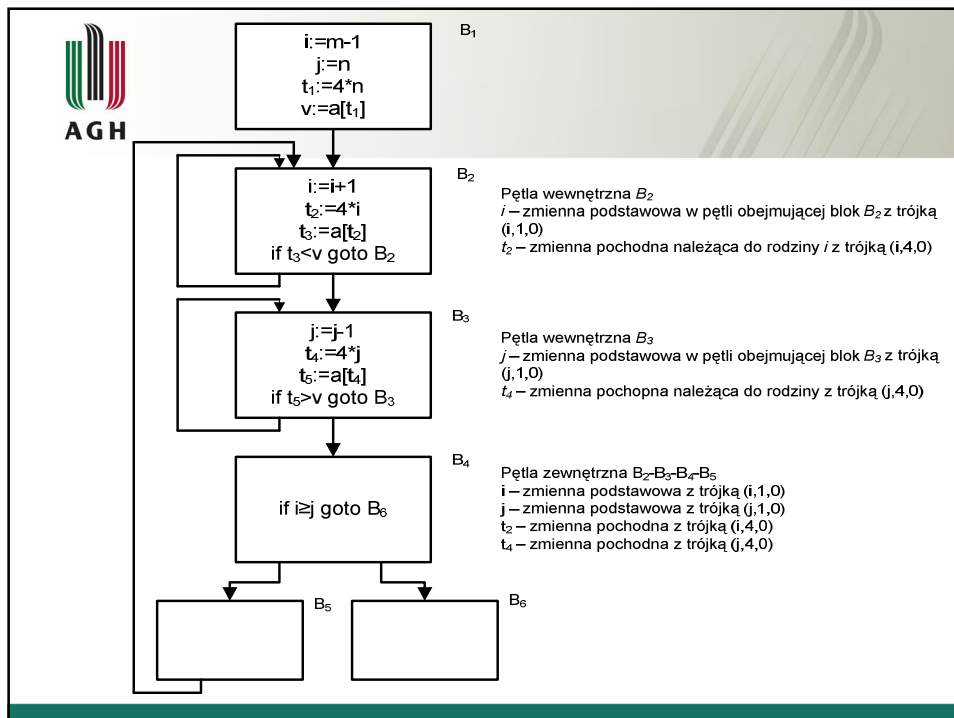 AGH
B₁
i:=m-1
j:=n
t₁:=4*n
v:=a[t₁]
B₂
i:=i+1
t₂:=4*i
t₃:=a[t₂]
if t₃<v goto B₂
Pętla wewnętrzna B₂
i – zmienna podstawowa w pętli obejmującej blok B₂ z trójką
(i,1,0)
t₂ – zmienna pochodna należąca do rodziny i z trójką (i,4,0)
B₃
j:=j-1
t₄:=4*j
t₅:=a[t₄]
if t₅>v goto B₃
Pętla wewnętrzna B₃
j – zmienna podstawowa w pętli obejmującej blok B₃ z trójką
(j,1,0)
t₄ – zmienna pochopna należąca do rodziny z trójką (j,4,0)
B₄
if i≥j goto B₆
Pętla zewnętrzna B₂-B₃-B₄-B₅
i – zmienna podstawowa z trójką (i,1,0)
j – zmienna podstawowa z trójką (j,1,0)
t₂ – zmienna pochodna z trójką (i,4,0)
t₄ – zmienna pochodna z trójką (j,4,0)
B₅
B₆